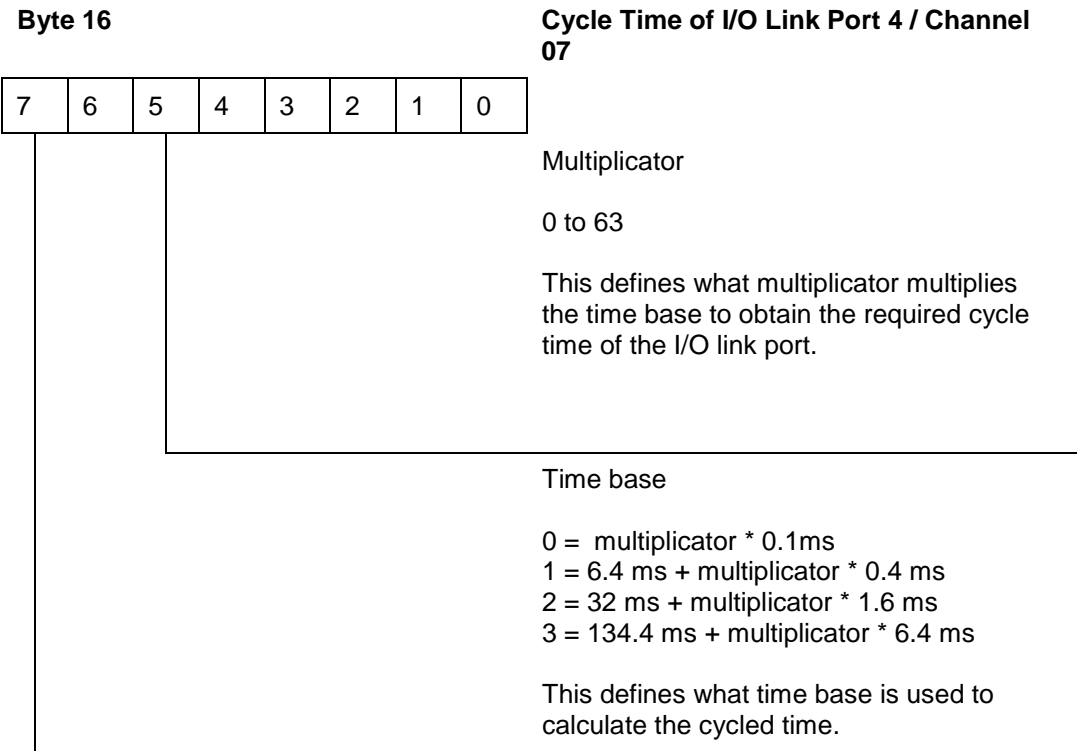 Byte 16
Cycle Time of I/O Link Port 4 / Channel
07
7 6 5 4 3 2 1 0
Multiplicator
0 to 63
This defines what multiplicator multiplies
the time base to obtain the required cycle
time of the I/O link port.
Time base
0 = multiplicator * 0.1ms
1 = 6.4 ms + multiplicator * 0.4 ms
2 = 32 ms + multiplicator * 1.6 ms
3 = 134.4 ms + multiplicator * 6.4 ms
This defines what time base is used to
calculate the cycled time.